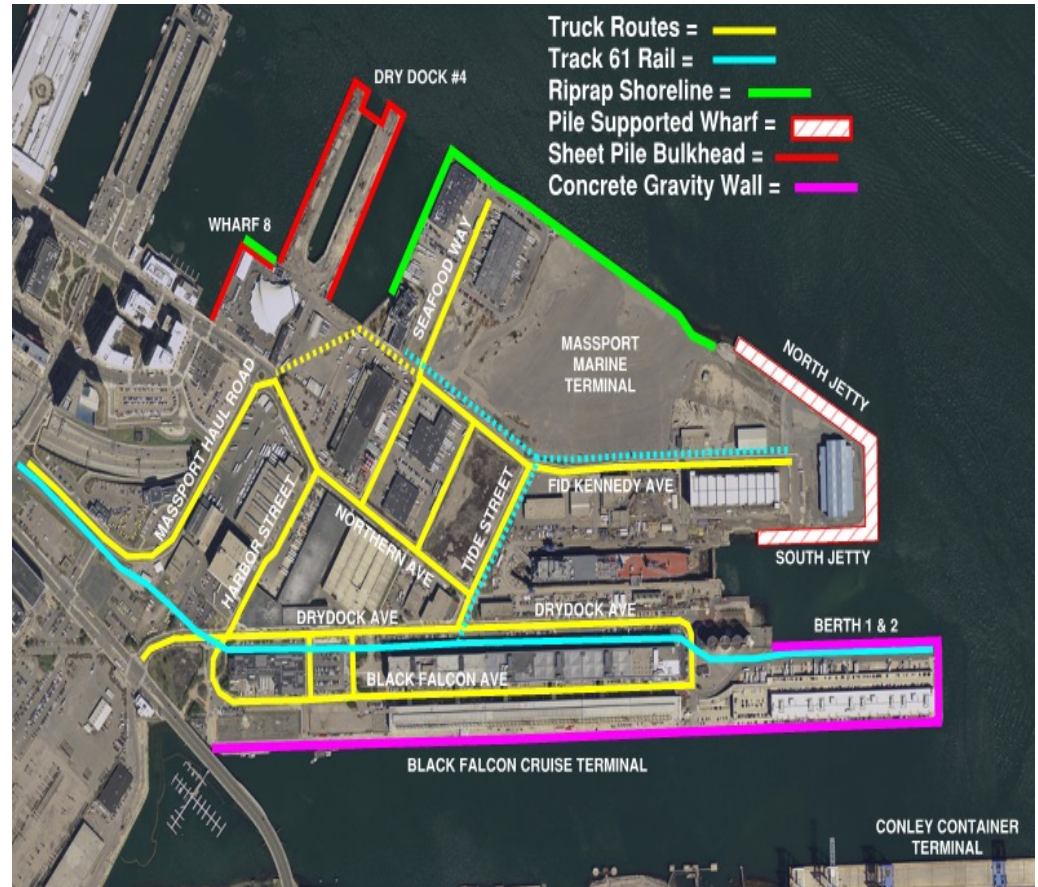 Truck Routes =
Track 61 Rail =
Riprap Shoreline =
Pile Supported Wharf =
Sheet Pile Bulkhead =
Concrete Gravity Wall =
DRY DOCK #4
WHARF 8
SEAFOOD WAY
MASSPORT
MARINE
TERMINAL
NORTH JETTY
MASSPORT HAUL ROAD
HARBOR STREET
NORTHERN AVE
TIDE STREET
FID KENNEDY AVE
SOUTH JETTY
DRYDOCK AVE
DRYDOCK AVE
BERTH 1 & 2
BLACK FALCON AVE
BLACK FALCON CRUISE TERMINAL
CONLEY CONTAINER
TERMINAL